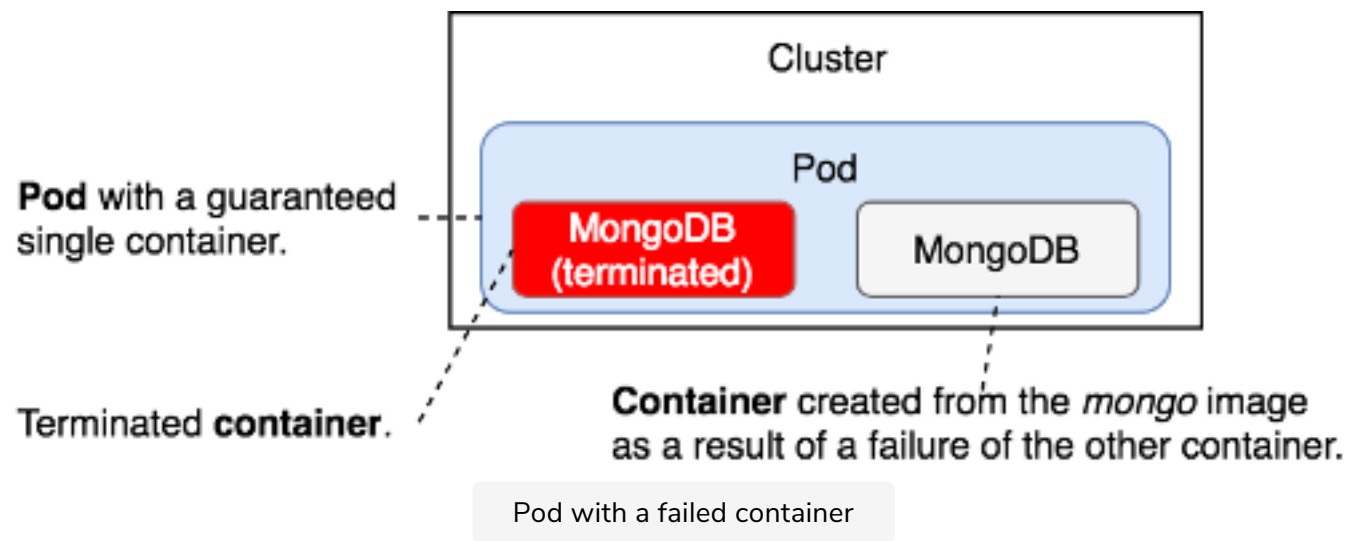 Cluster
Pod
Pod with a guaranteed
single container.
MongoDB
(terminated)
MongoDB
Terminated container.
Container created from the mongo image
as a result of a failure of the other container.
Pod with a failed container